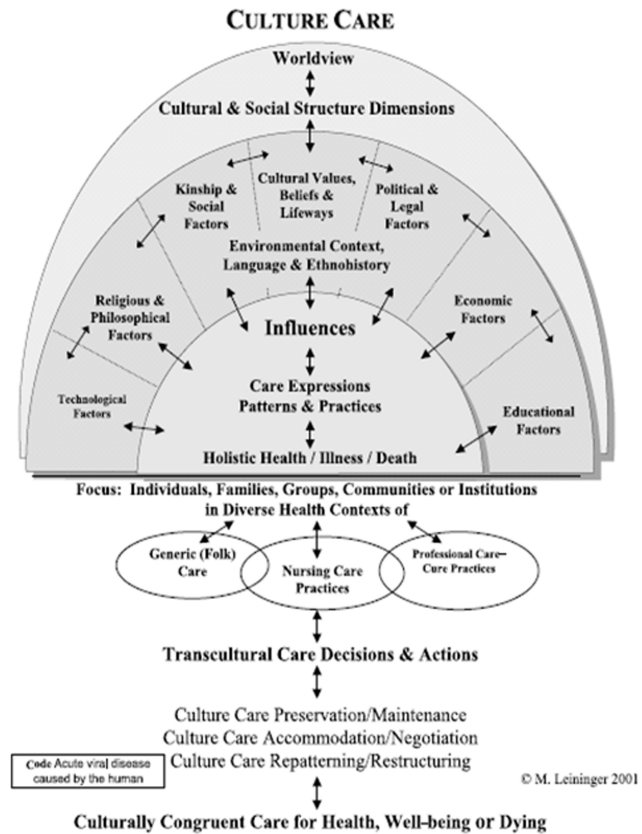 CULTURE CARE
Worldview
Cultural & Social Structure Dimensions
Kinship &
Social
Factors
Cultural Values,
Beliefs &
Lifeways
Political &
Legal
Factors
Environmental Context,
Language & Ethnohistory
Religious &
Philosophical
Factors
Economic
Factors
Influences
Technological
Factors
Care Expressions
Patterns & Practices
Educational
Factors
Holistic Health / Illness / Death
Focus: Individuals, Families, Groups, Communities or Institutions
in Diverse Health Contexts of
Generic (Folk)
Care
Nursing Care
Practices
Professional Care–
Cure Practices
Transcultural Care Decisions & Actions
Culture Care Preservation/Maintenance
Culture Care Accommodation/Negotiation
Culture Care Repatterning/Restructuring
Code Acute viral disease
caused by the human
© M. Leininger 2001
Culturally Congruent Care for Health, Well-being or Dying